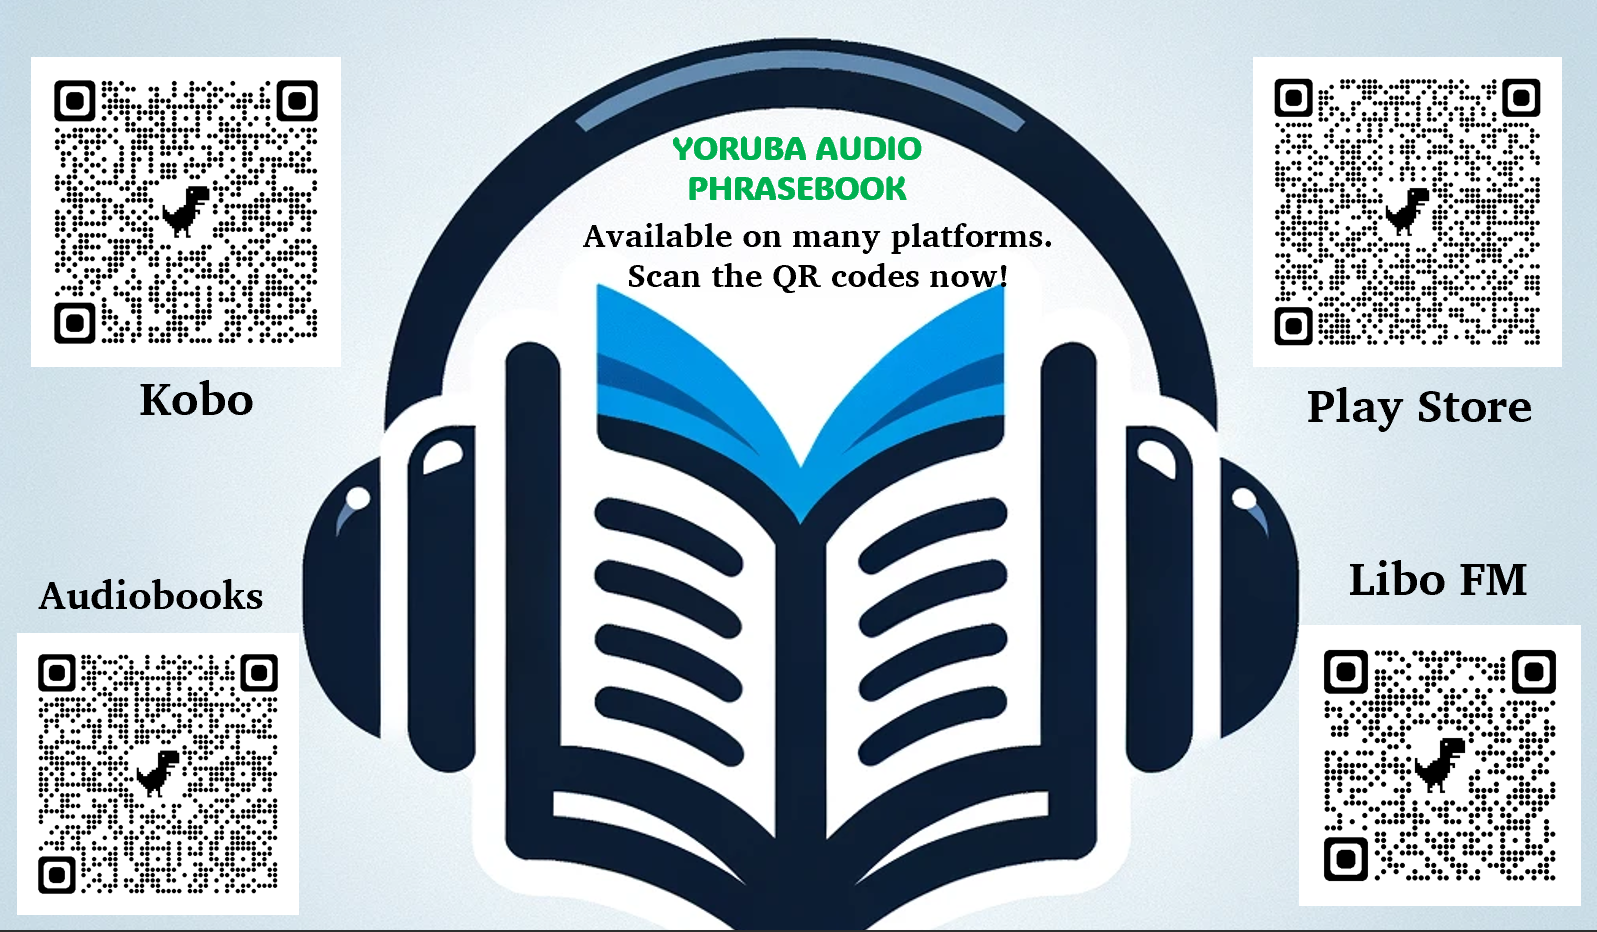 YORUBA AUDIO
PHRASEBOOK
Available on many platforms.
Scan the QR codes now!
Kobo
Play Store
Audiobooks
Libo FM